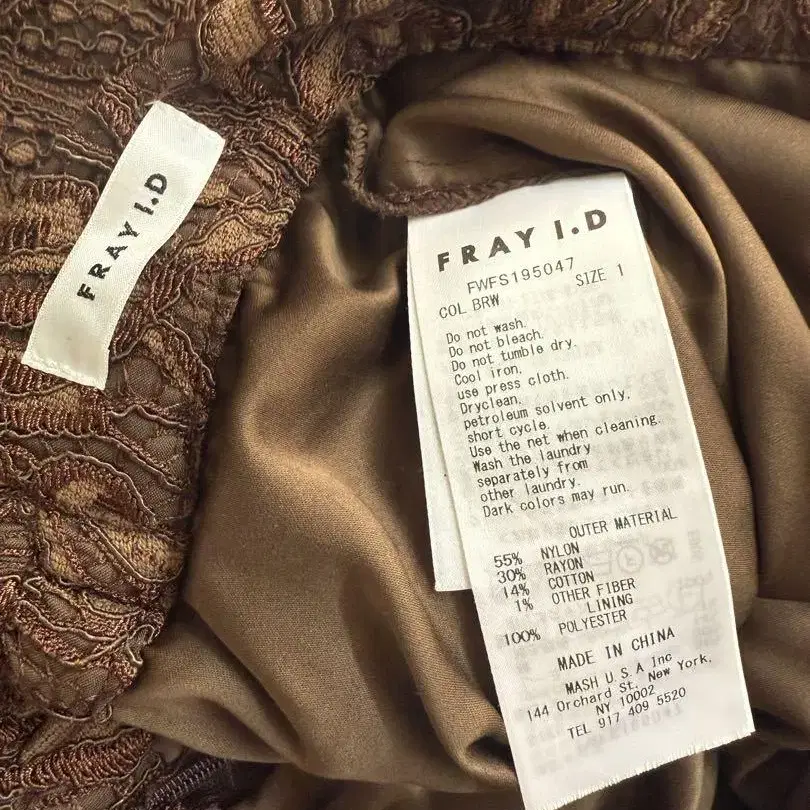 FRAY I.D
FRAY I.D
FWFS195047
COL BRW SIZE 1
Do not wash.
Do not bleach.
Do not tumble dry.
Cool iron.
use press cloth.
Dryclean.
petroleum solvent only.
short cycle.
Use the net when cleaning.
Wash the laundry
separately from
other laundry.
Dark colors may run.
OUTER MATERIAL
55% NYLON
30% RAYON
14% COTTON
1% OTHER FIBER
LINING
100% POLYESTER
MADE IN CHINA
MASH U S A Inc
144 Orchard St. New York,
NY 10002
TEL 917 409 5520